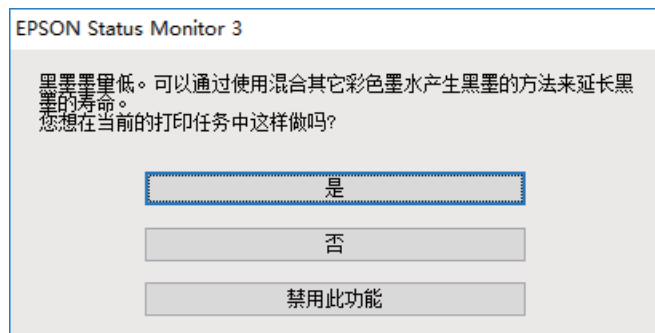 EPSON Status Monitor 3
黑墨墨量低。可以通过使用混合其它彩色墨水产生黑墨的方法来延长黑
墨的寿命。
您想在当前的打印任务中这样做吗?
是
否
禁用此功能